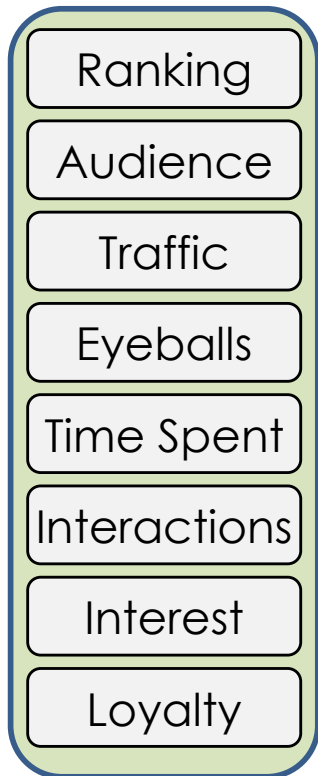 Ranking
Audience
Traffic
Eyeballs
Time Spent
Interactions
Interest
Loyalty